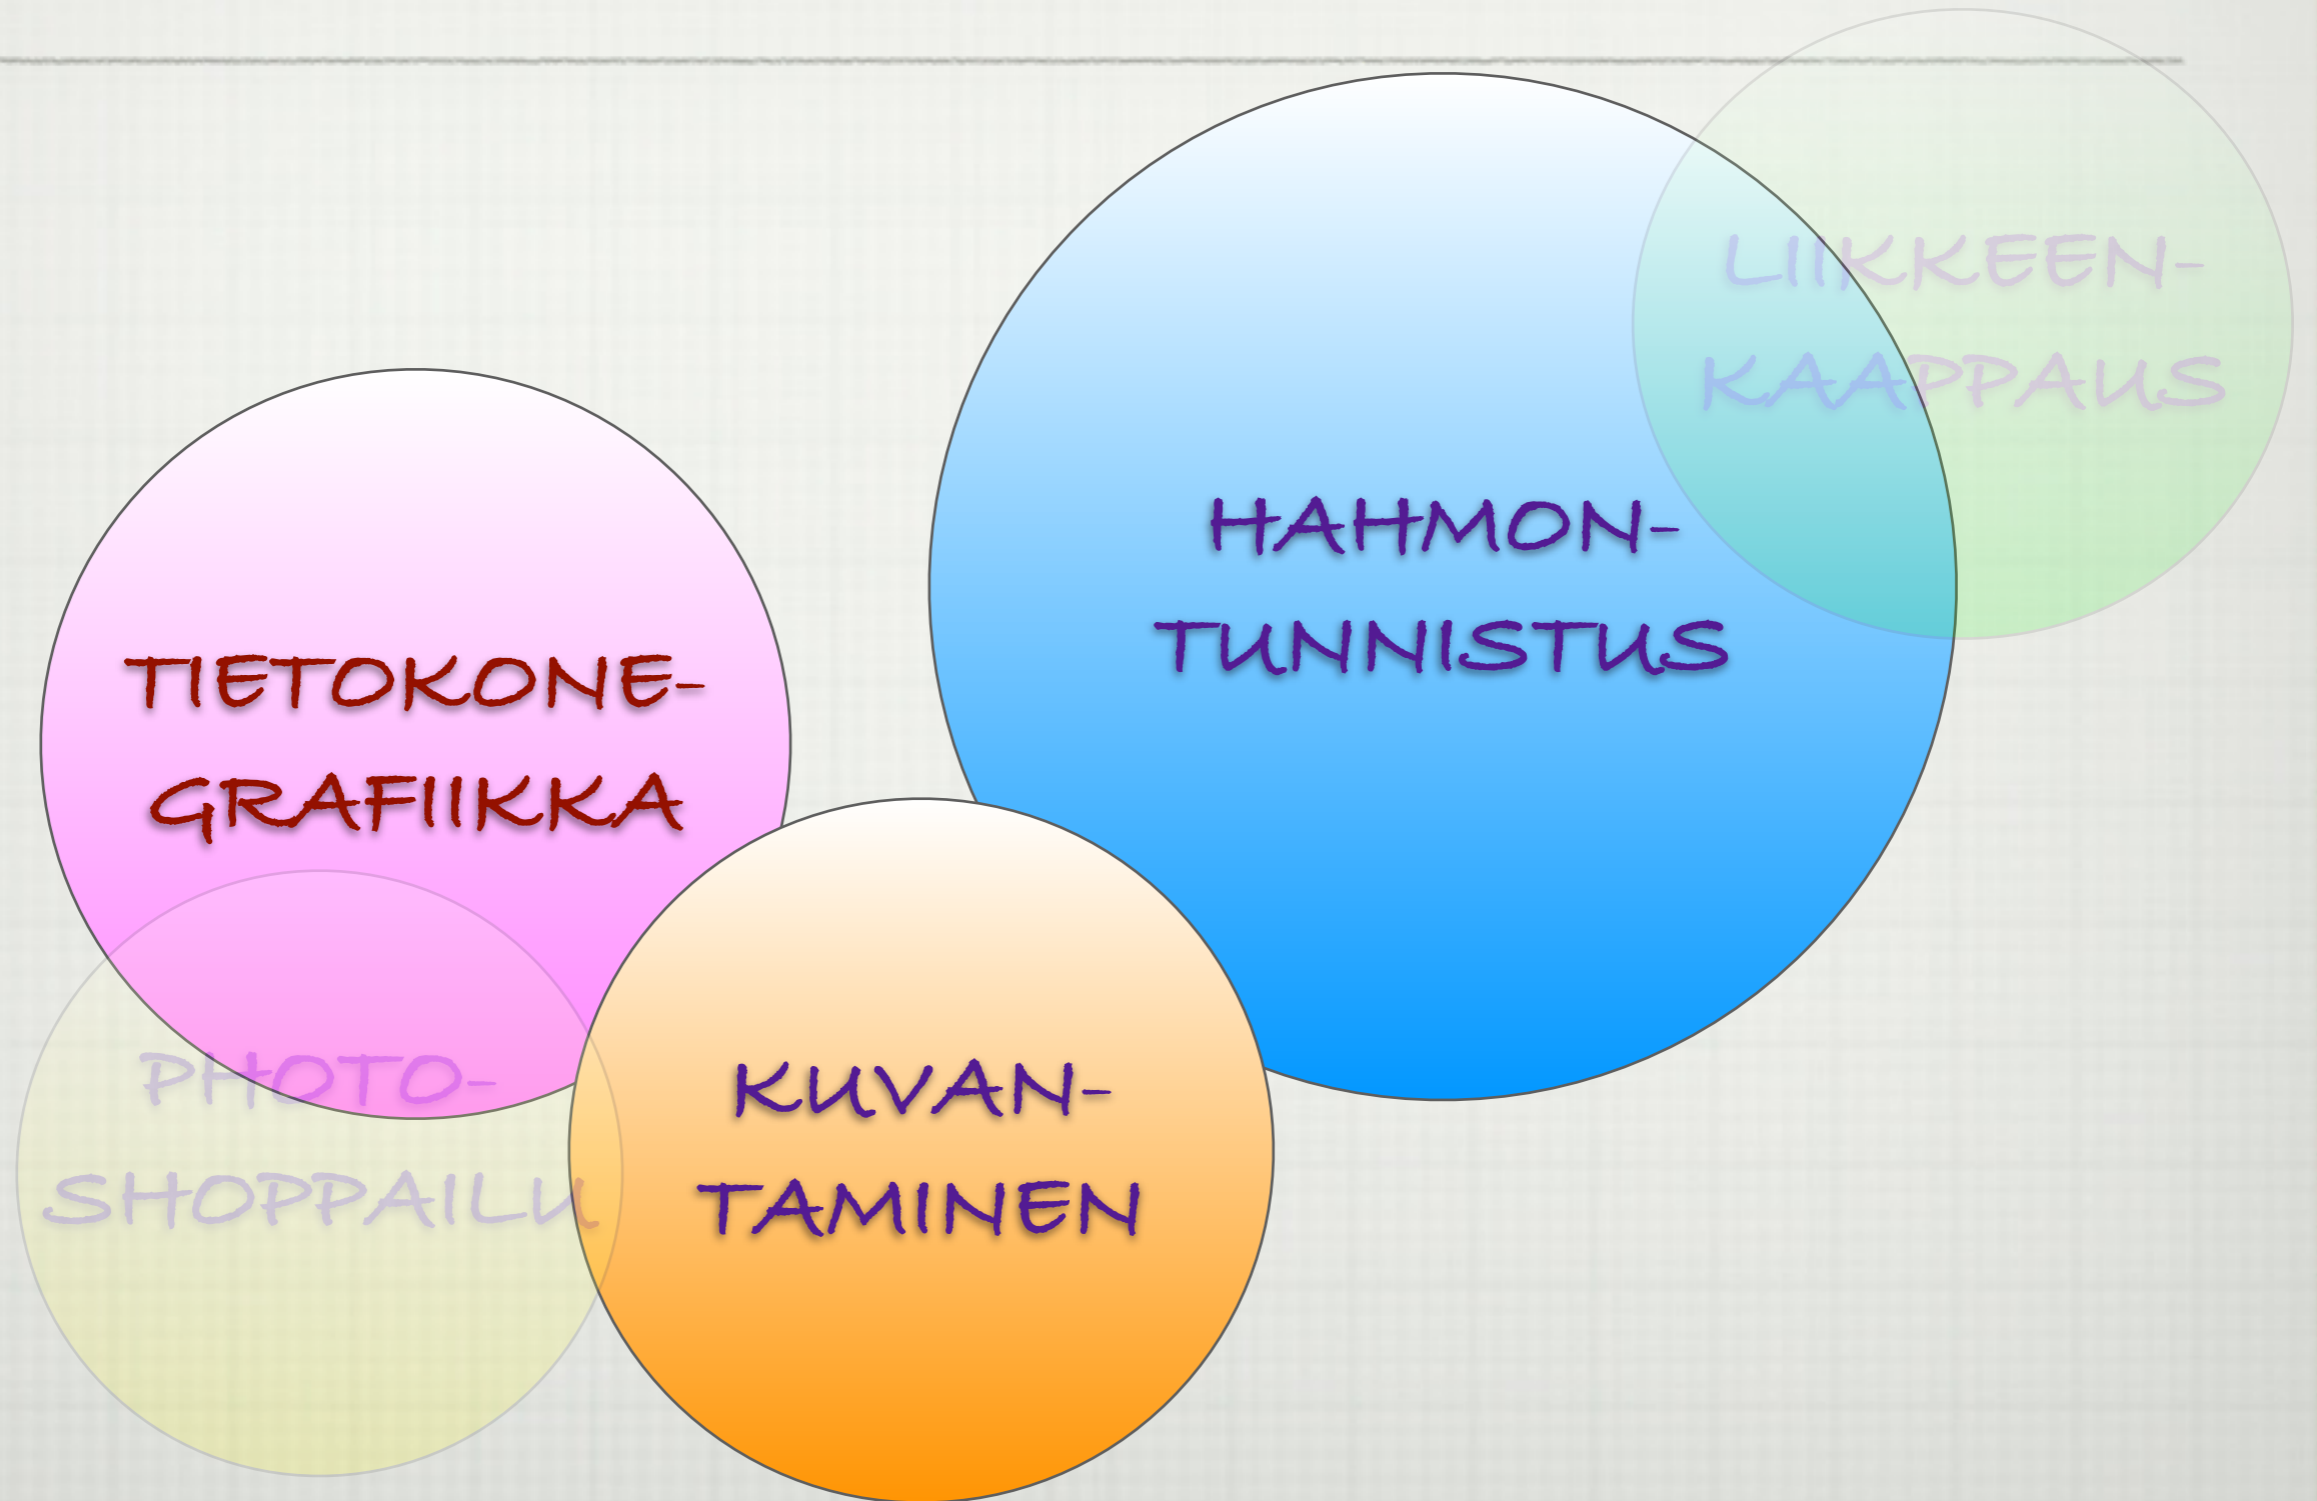 LIIKKEEN-
KAAPPAUS
HAHMON-
TUNNISTUS
TIETOKONE-
GRAFIIKKA
PHOTO-
SHOPPAILU
KUVAN-
TAMINEN